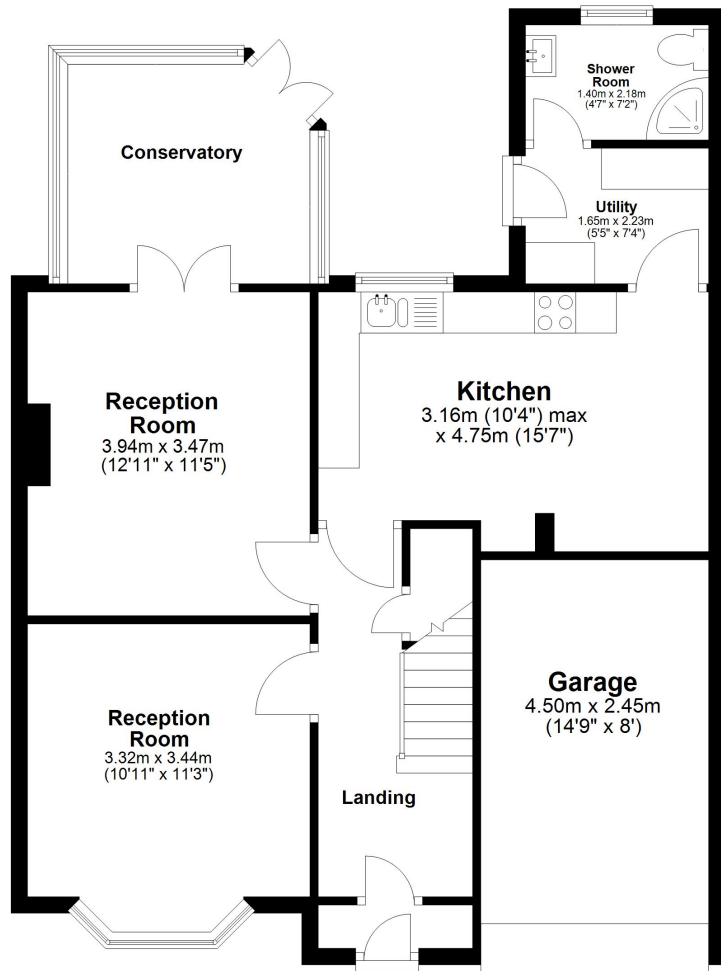 Shower
Room
1.40m x 2.18m
(4'7" x 7'2")
Conservatory
Utility
1.65m x 2.23m
(5'5" x 7'4")
Reception
Room
3.94m x 3.47m
(12'11" x 11'5")
Kitchen
3.16m (10'4") max
x 4.75m (15'7")
Reception
Room
3.32m x 3.44m
(10'11" x 11'3")
Garage
4.50m x 2.45m
(14'9" x 8')
Landing